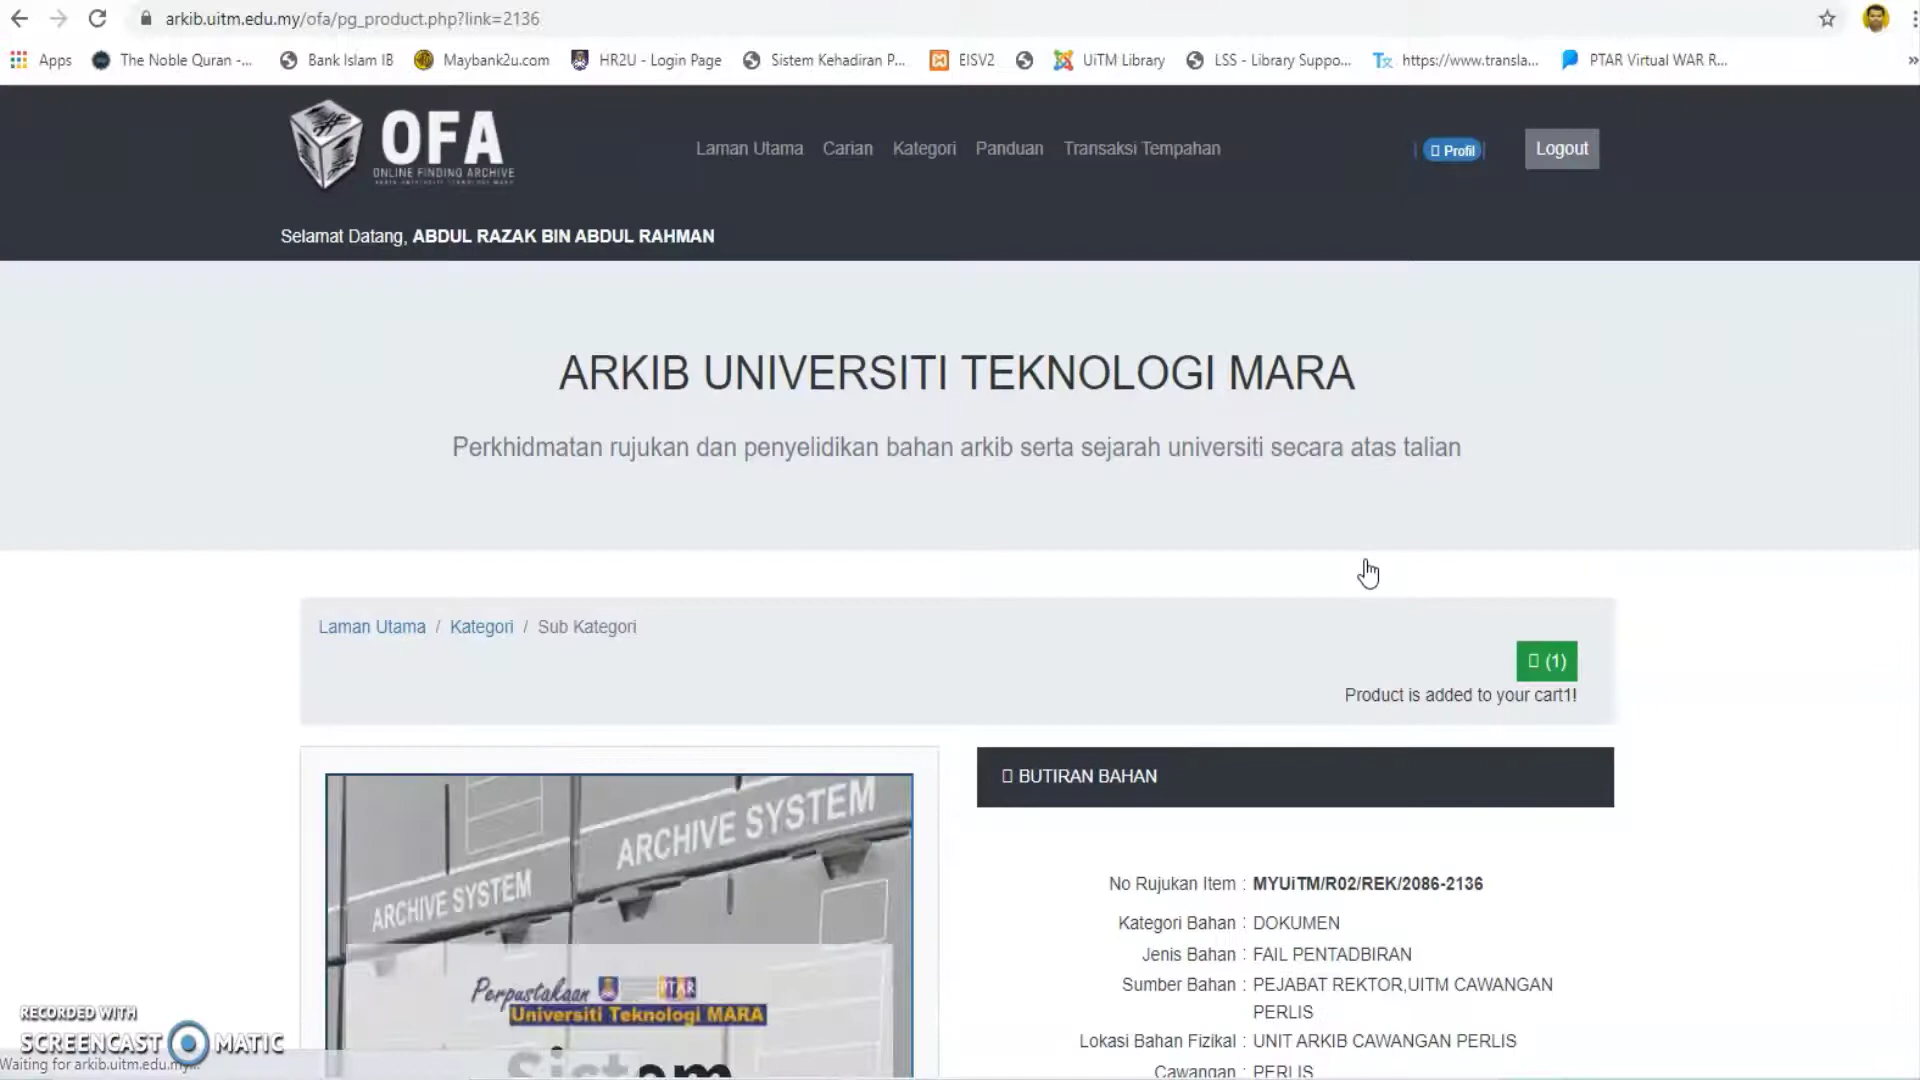 arkib.uitm.edu.my/ofa/pg_product.php?link=2136
Apps
The Noble Quran -...
Bank Islam IB
Maybank2u.com
HR2U - Login Page
Sistem Kehadiran P...
EISV2
UiTM Library
LSS - Library Suppo...
https://www.transla...
PTAR Virtual WAR R...
OFA
ONLINE FINDING ARCHIVE
ARKIB UNIVERSITI TEKNOLOGI MARA
Laman Utama
Carian
Kategori
Panduan
Transaksi Tempahan
Profil
Logout
Selamat Datang, ABDUL RAZAK BIN ABDUL RAHMAN
ARKIB UNIVERSITI TEKNOLOGI MARA
Perkhidmatan rujukan dan penyelidikan bahan arkib serta sejarah universiti secara atas talian
Laman Utama / Kategori / Sub Kategori
(1)
Product is added to your cart1!
ARCHIVE SYSTEM
ARCHIVE SYSTEM
Perpustakaan PTAR
Universiti Teknologi MARA
Sistem
BUTIRAN BAHAN
No Rujukan Item : MYUiTM/R02/REK/2086-2136
Kategori Bahan : DOKUMEN
Jenis Bahan : FAIL PENTADBIRAN
Sumber Bahan : PEJABAT REKTOR,UITM CAWANGAN
PERLIS
Lokasi Bahan Fizikal : UNIT ARKIB CAWANGAN PERLIS
Cawangan : PERLIS
RECORDED WITH
SCREENCAST MATIC
Waiting for arkib.uitm.edu.my...